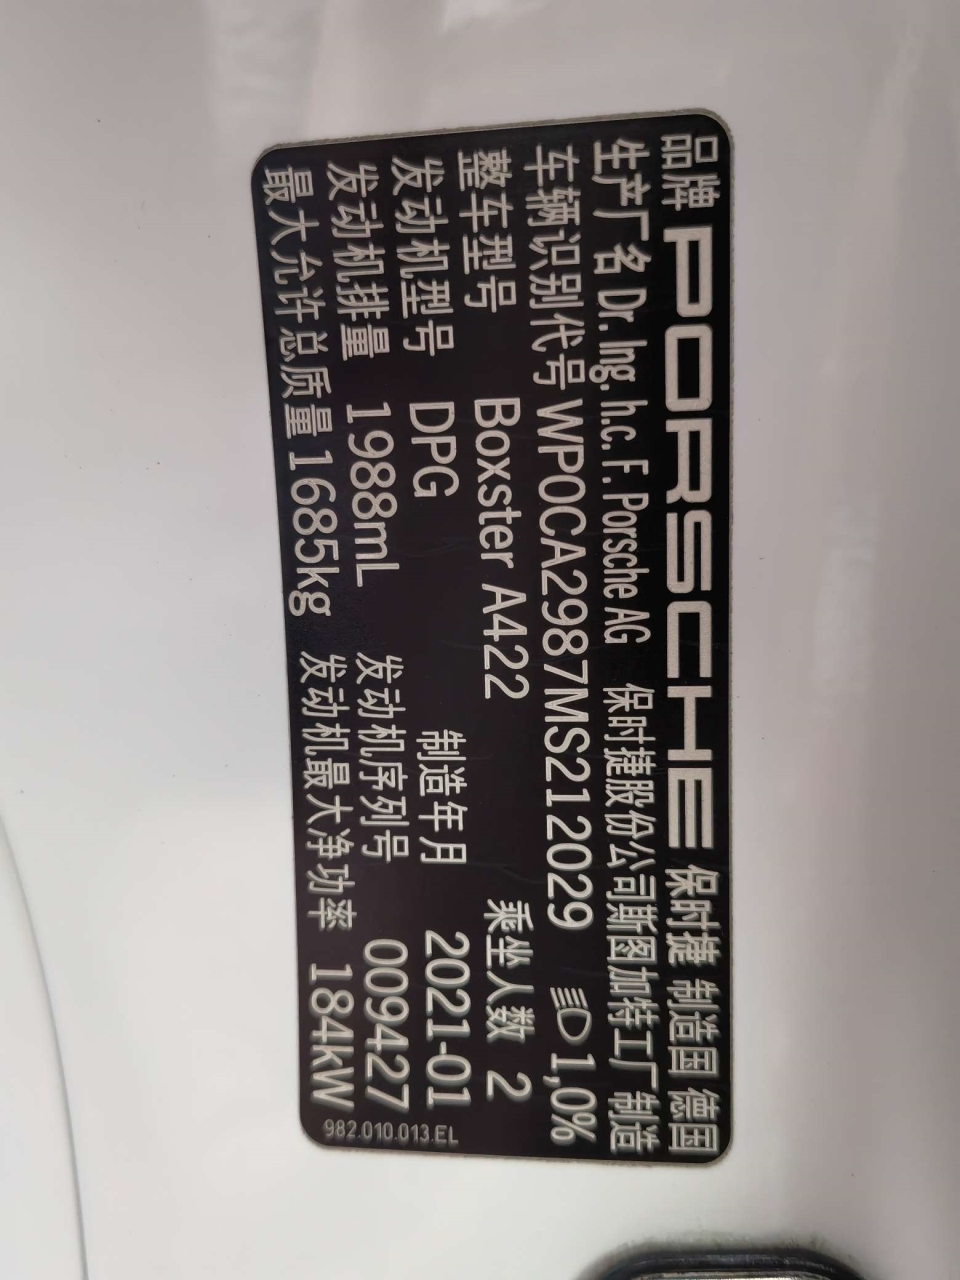 品牌 PORSCHE 保时捷 制造国 德国
生产厂名 Dr. Ing. h.c. F. Porsche AG 保时捷股份公司斯图加特工厂制造
车辆识别代号 WP0CA2987MS212029 1,0%
整车型号 Boxster A422 乘坐人数 2
发动机型号 DPG 制造年月 2021-01
发动机排量 1988mL 发动机序列号 009427
最大允许总质量 1685kg 发动机最大净功率 184kW
982.010.013.EL